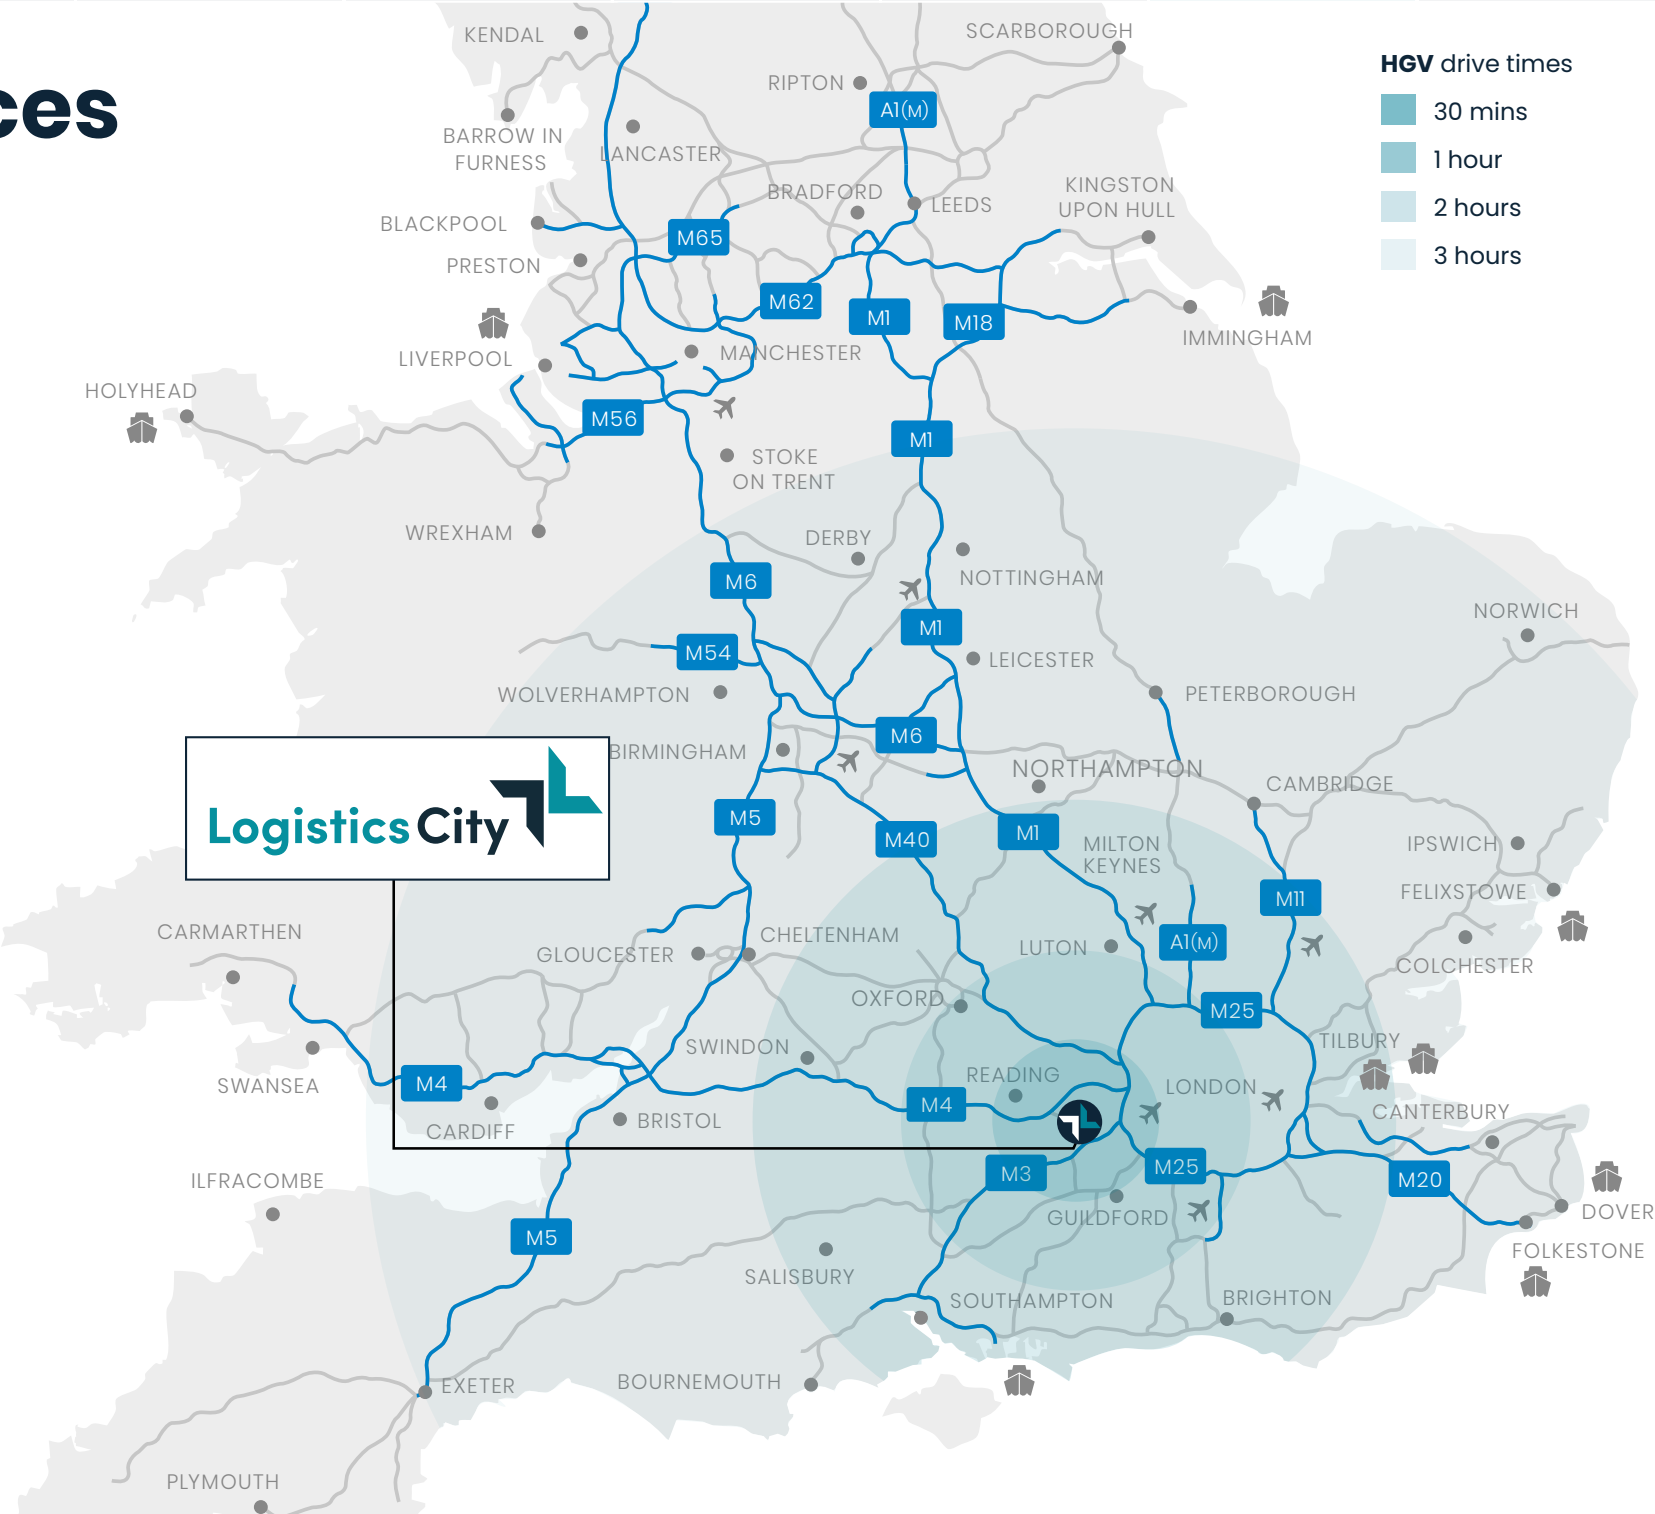 ces
HGV drive times
30 mins
1 hour
2 hours
3 hours
KENDAL
SCARBOROUGH
RIPTON
A1(M)
BARROW IN
FURNESS
LANCASTER
BRADFORD
LEEDS
KINGSTON
UPON HULL
BLACKPOOL
M65
PRESTON
M62
M1
M18
IMMINGHAM
LIVERPOOL
MANCHESTER
HOLYHEAD
M56
M1
STOKE
ON TRENT
WREXHAM
DERBY
NOTTINGHAM
M6
NORWICH
M1
M54
LEICESTER
WOLVERHAMPTON
PETERBOROUGH
M6
BIRMINGHAM
NORTHAMPTON
CAMBRIDGE
Logistics City
M5
M40
M1
MILTON
KEYNES
IPSWICH
M11
FELIXSTOWE
CARMARTHEN
GLOUCESTER
CHELTENHAM
LUTON
A1(M)
COLCHESTER
OXFORD
M25
SWINDON
TILBURY
SWANSEA
M4
READING
LONDON
M4
CANTERBURY
CARDIFF
BRISTOL
M3
M25
M20
ILFRACOMBE
GUILDFORD
DOVER
M5
FOLKESTONE
SALISBURY
SOUTHAMPTON
BRIGHTON
BOURNEMOUTH
EXETER
PLYMOUTH